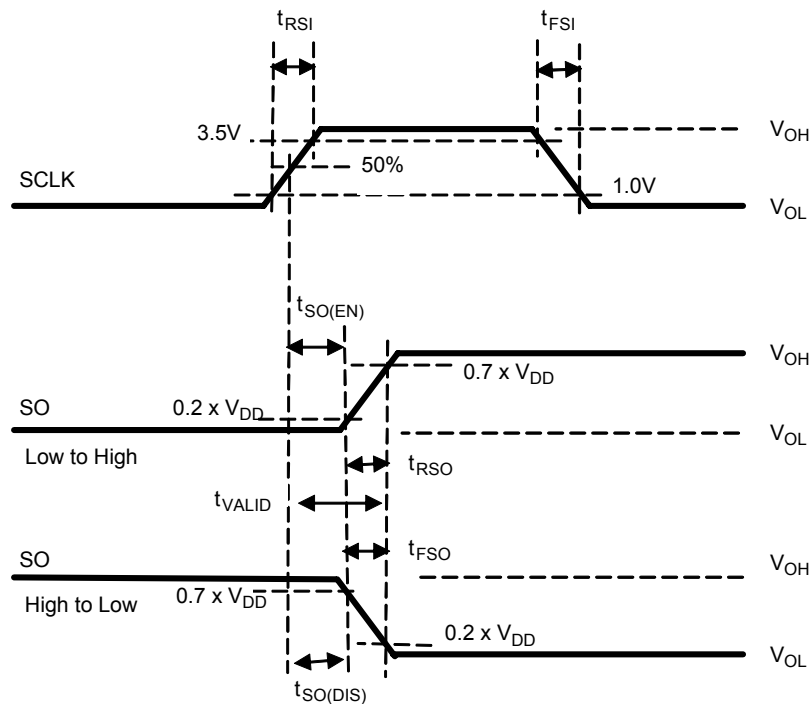 tRSI
tFSI
3.5V
VOH
50%
SCLK
1.0V
VOL
tSO(EN)
VOH
0.7 x VDD
SO
0.2 x VDD
VOL
Low to High
tRSO
tVALID
SO
tFSO
VOH
High to Low
0.7 x VDD
0.2 x VDD
VOL
tSO(DIS)